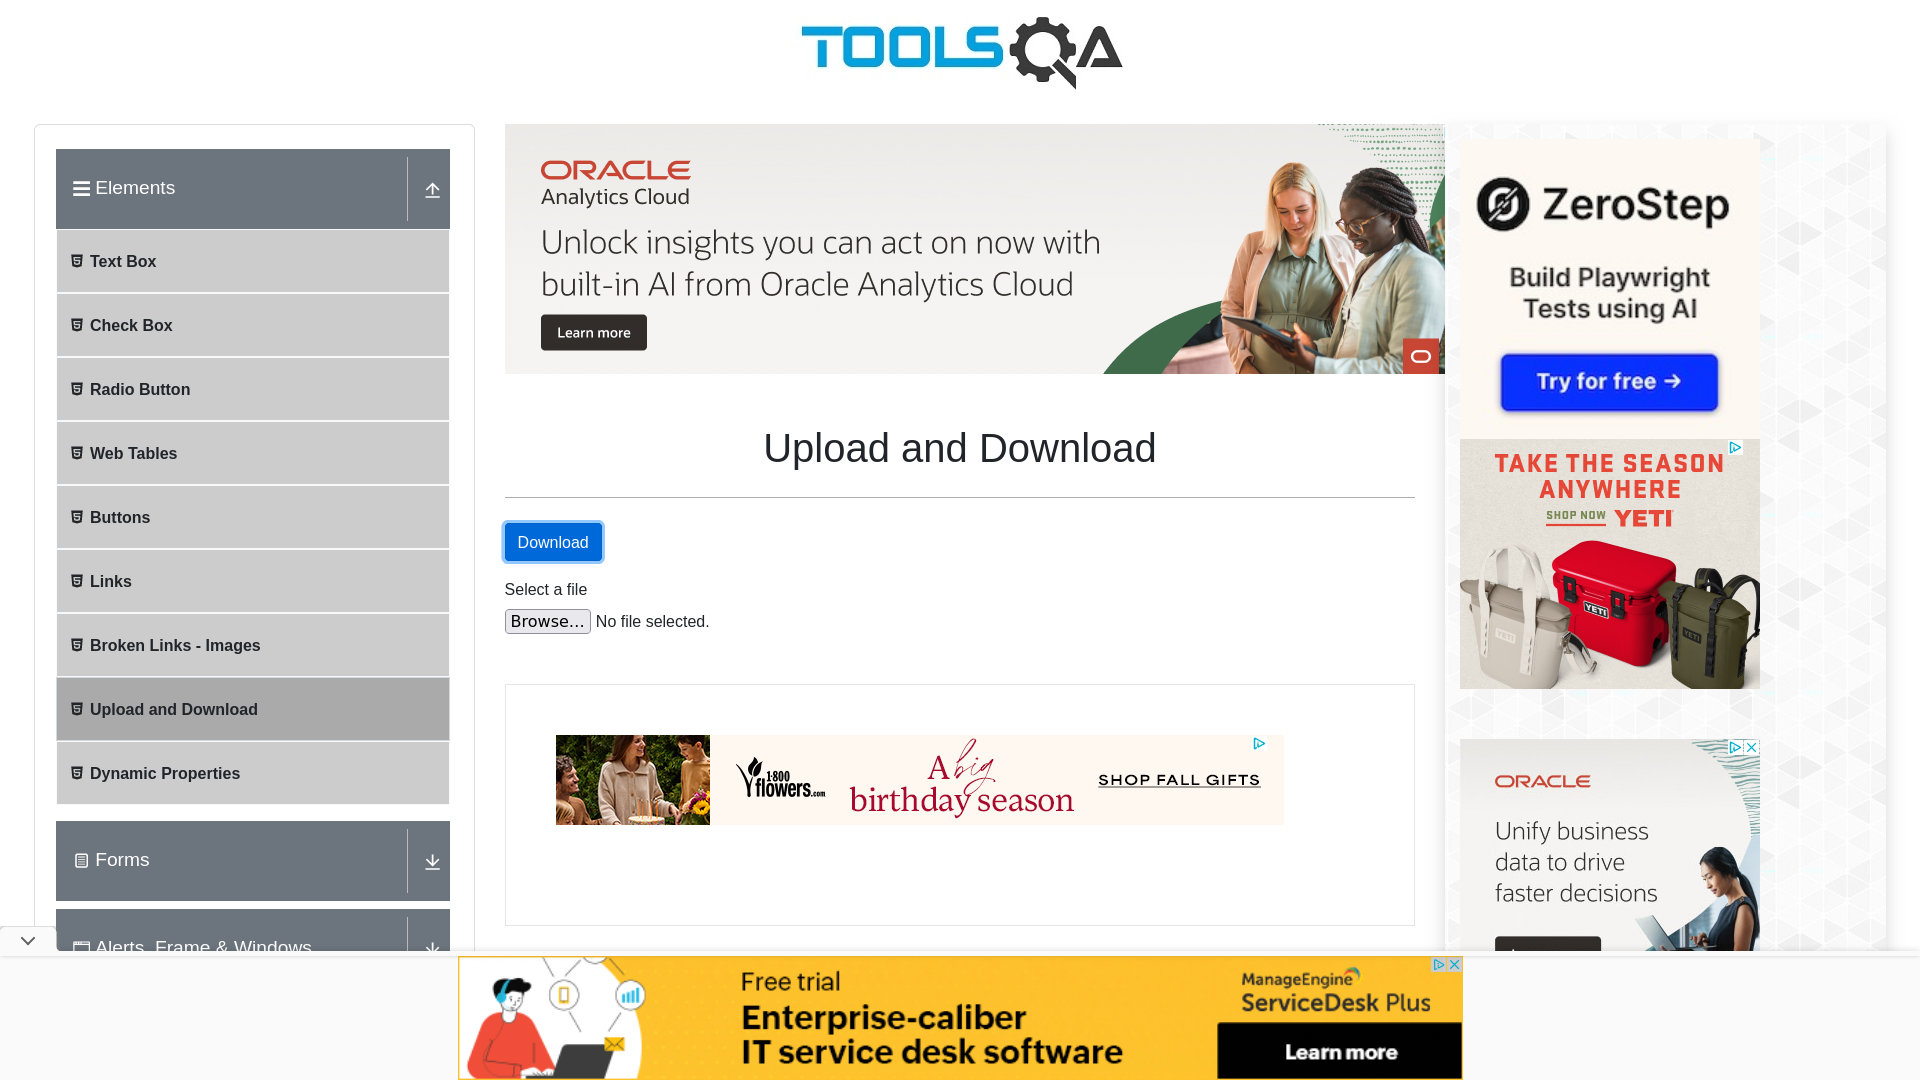 TOOLSQA
Elements
Text Box
Check Box
Radio Button
Web Tables
Buttons
Links
Broken Links - Images
Upload and Download
Dynamic Properties
Forms
Alerts, Frame & Windows
ORACLE
Analytics Cloud
Unlock insights you can act on now with
built-in AI from Oracle Analytics Cloud
Learn more
Upload and Download
Download
Select a file
Browse... No file selected.
1-800
flowers.com
A big
birthday season
SHOP FALL GIFTS
ZeroStep
Build Playwright
Tests using AI
Try for free →
TAKE THE SEASON
ANYWHERE
SHOP NOW YETI
YETI
YETI
YETI
ORACLE
Unify business
data to drive
faster decisions
Free trial
Enterprise-caliber
IT service desk software
ManageEngine
ServiceDesk Plus
Learn more